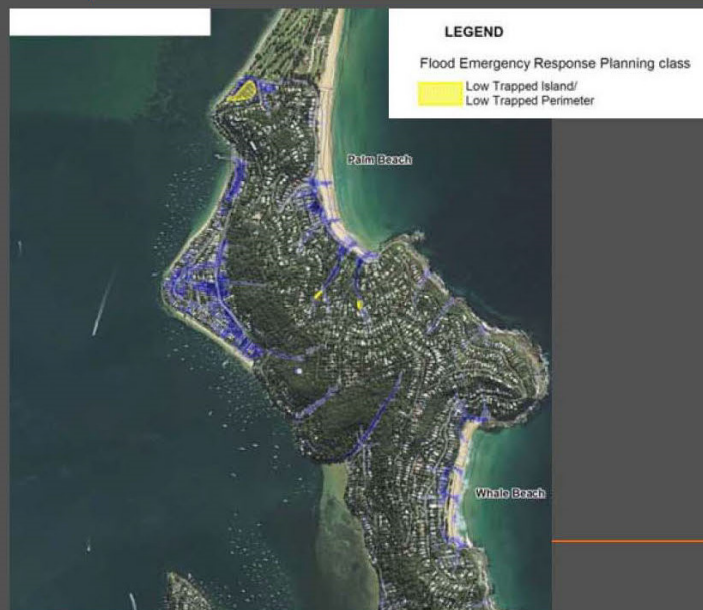 LEGEND
Flood Emergency Response Planning class
Low Trapped Island/
Low Trapped Perimeter
Palm Beach
Whale Beach